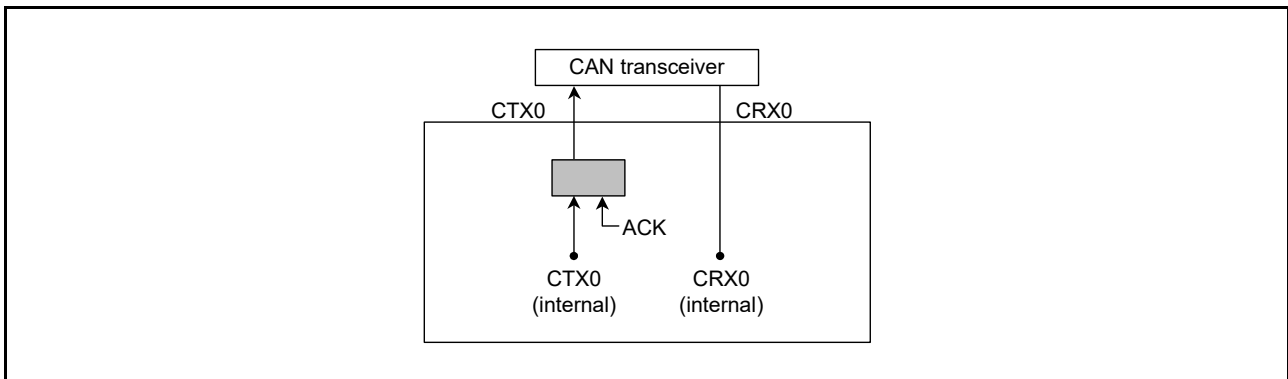 CAN transceiver
CTX0
CRX0
ACK
CTX0
(internal)
CRX0
(internal)